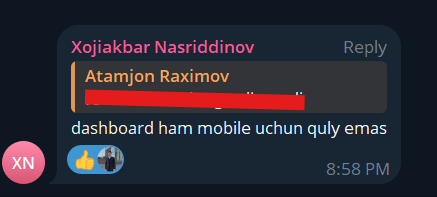 Xojiakbar Nasriddinov Reply
Atamjon Raximov
dashboard ham mobile uchun quly emas
XN
8:58 PM